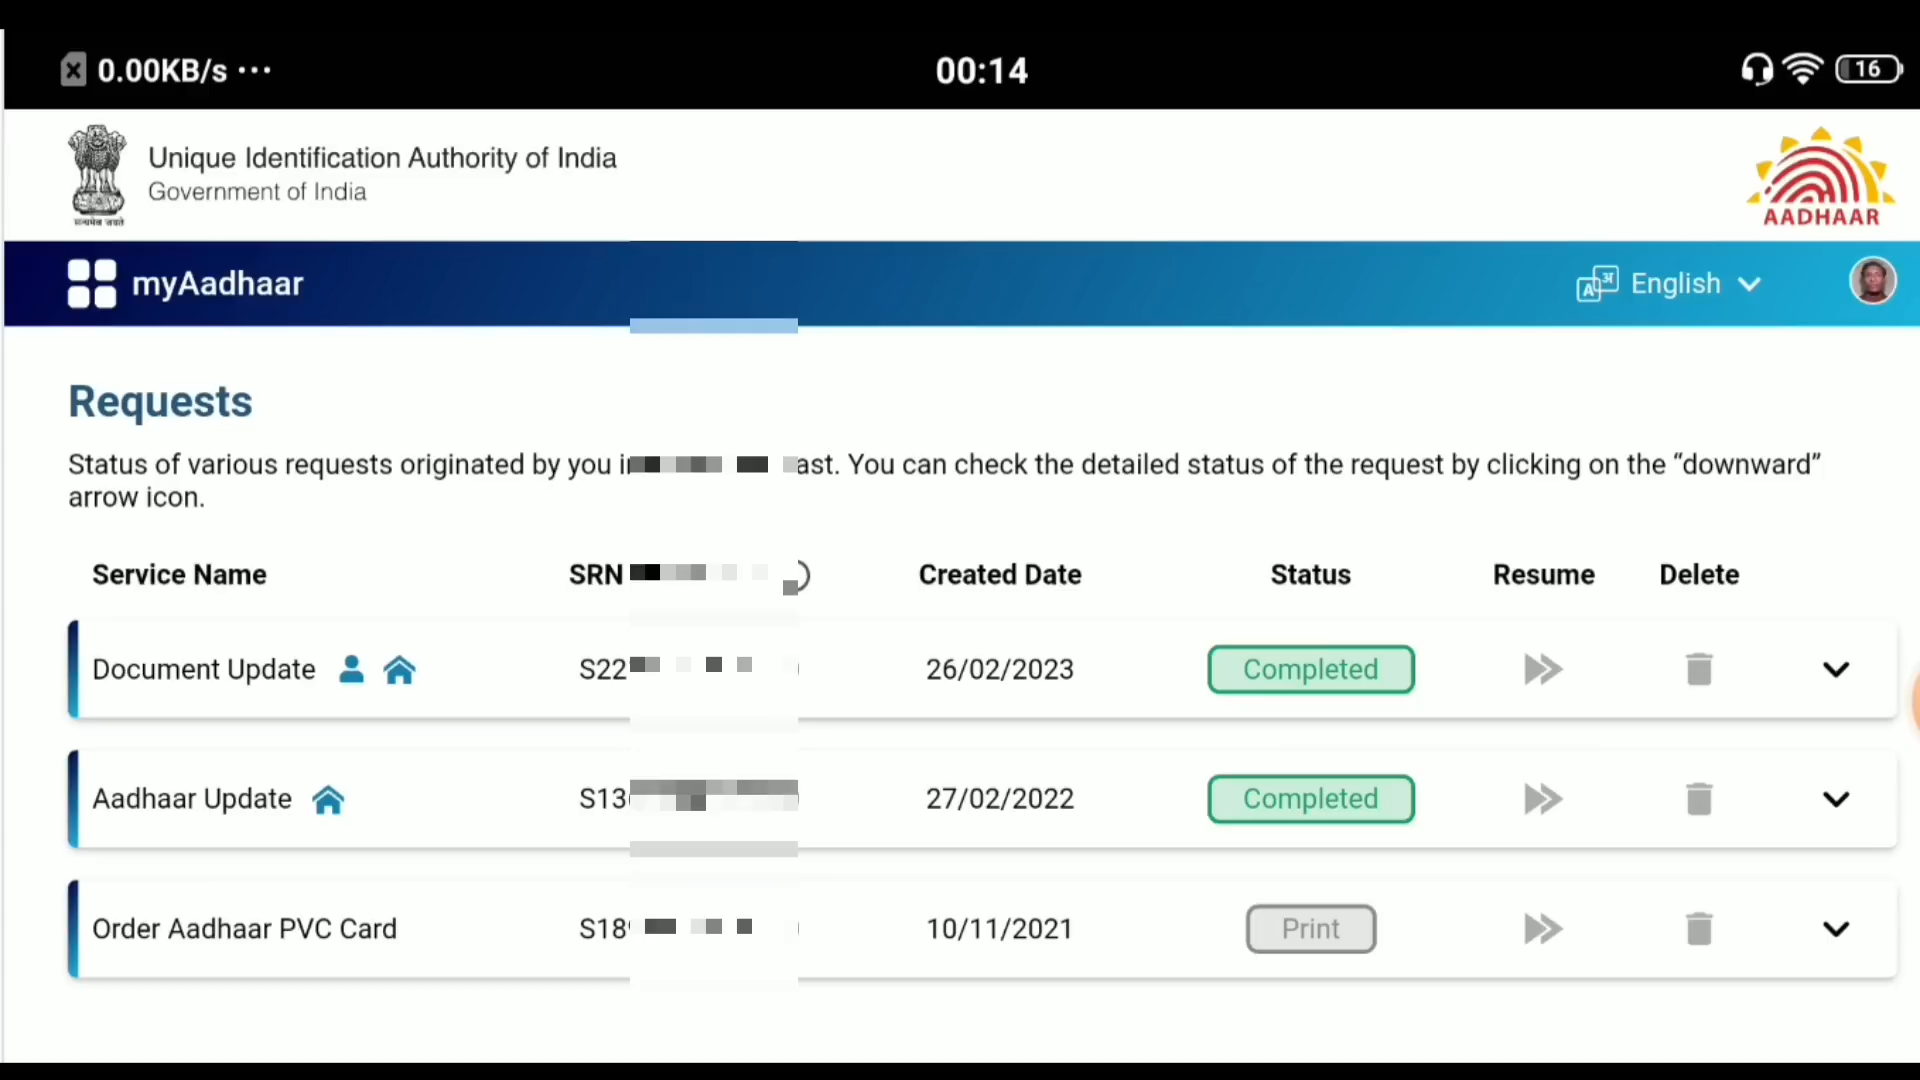 0.00KB/s ...
00:14
16
सत्यमेव जयते
Unique Identification Authority of India
Government of India
AADHAAR
myAadhaar
A अ English
Requests
Status of various requests originated by you ast. You can check the detailed status of the request by clicking on the “downward”
arrow icon.
Service Name SRN Created Date Status Resume Delete
Document Update S22 26/02/2023 Completed
Aadhaar Update S13 27/02/2022 Completed
Order Aadhaar PVC Card S18 10/11/2021 Print